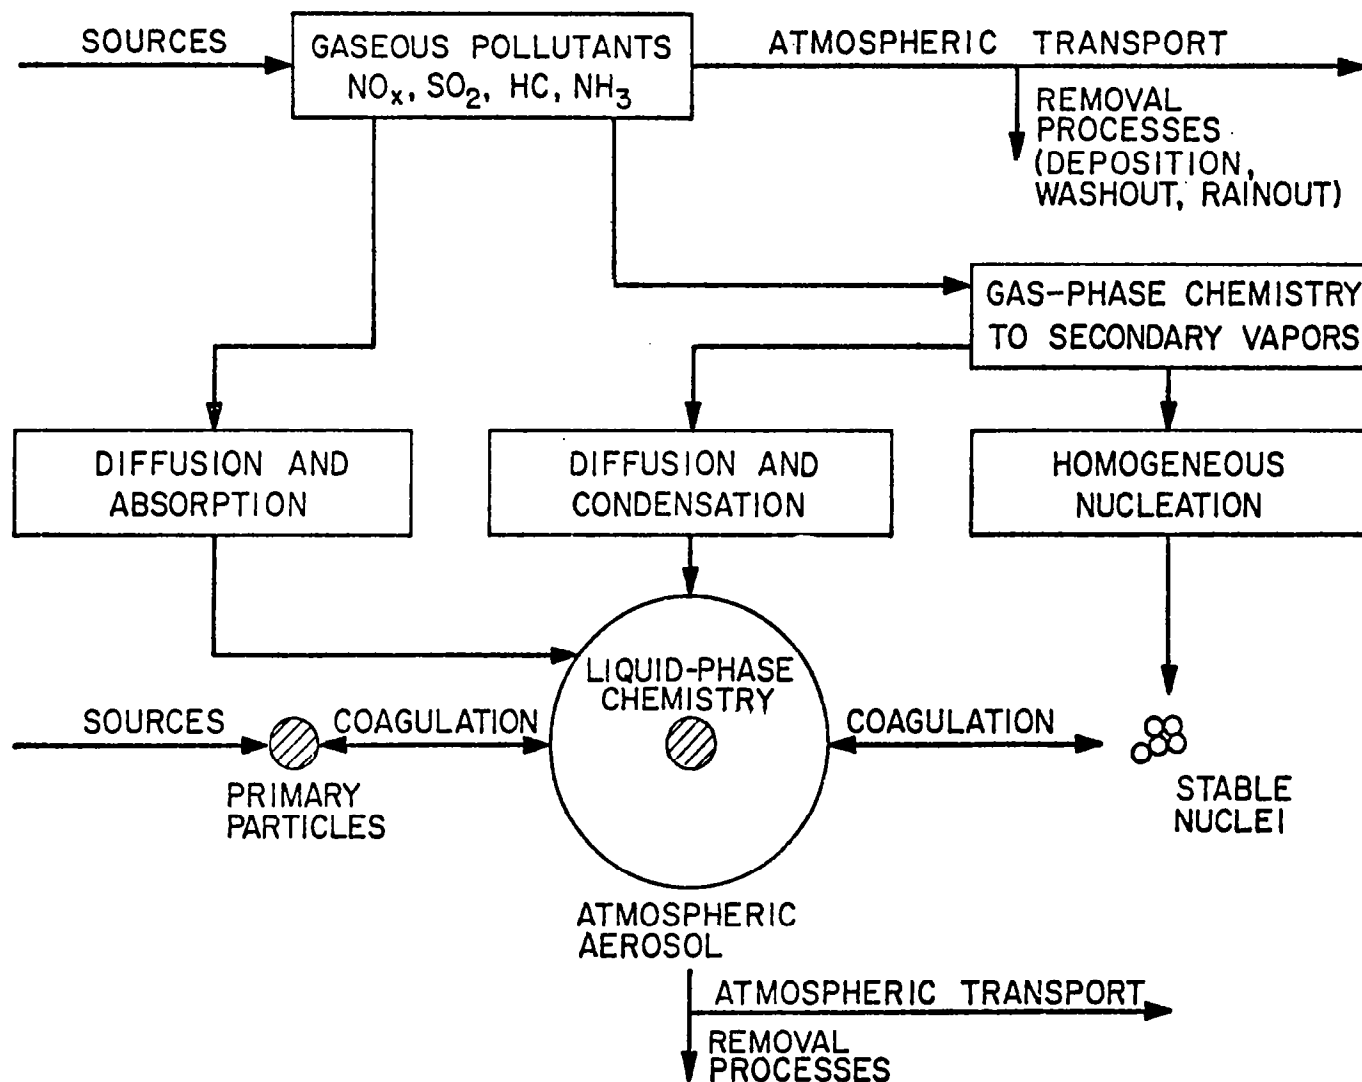 SOURCES
GASEOUS POLLUTANTS
NOₓ, SO₂, HC, NH₃
ATMOSPHERIC TRANSPORT
REMOVAL
PROCESSES
(DEPOSITION,
WASHOUT, RAINOUT)
GAS-PHASE CHEMISTRY
TO SECONDARY VAPORS
DIFFUSION AND
ABSORPTION
DIFFUSION AND
CONDENSATION
HOMOGENEOUS
NUCLEATION
LIQUID-PHASE
CHEMISTRY
SOURCES
COAGULATION
COAGULATION
PRIMARY
PARTICLES
STABLE
NUCLEI
ATMOSPHERIC
AEROSOL
ATMOSPHERIC TRANSPORT
REMOVAL
PROCESSES